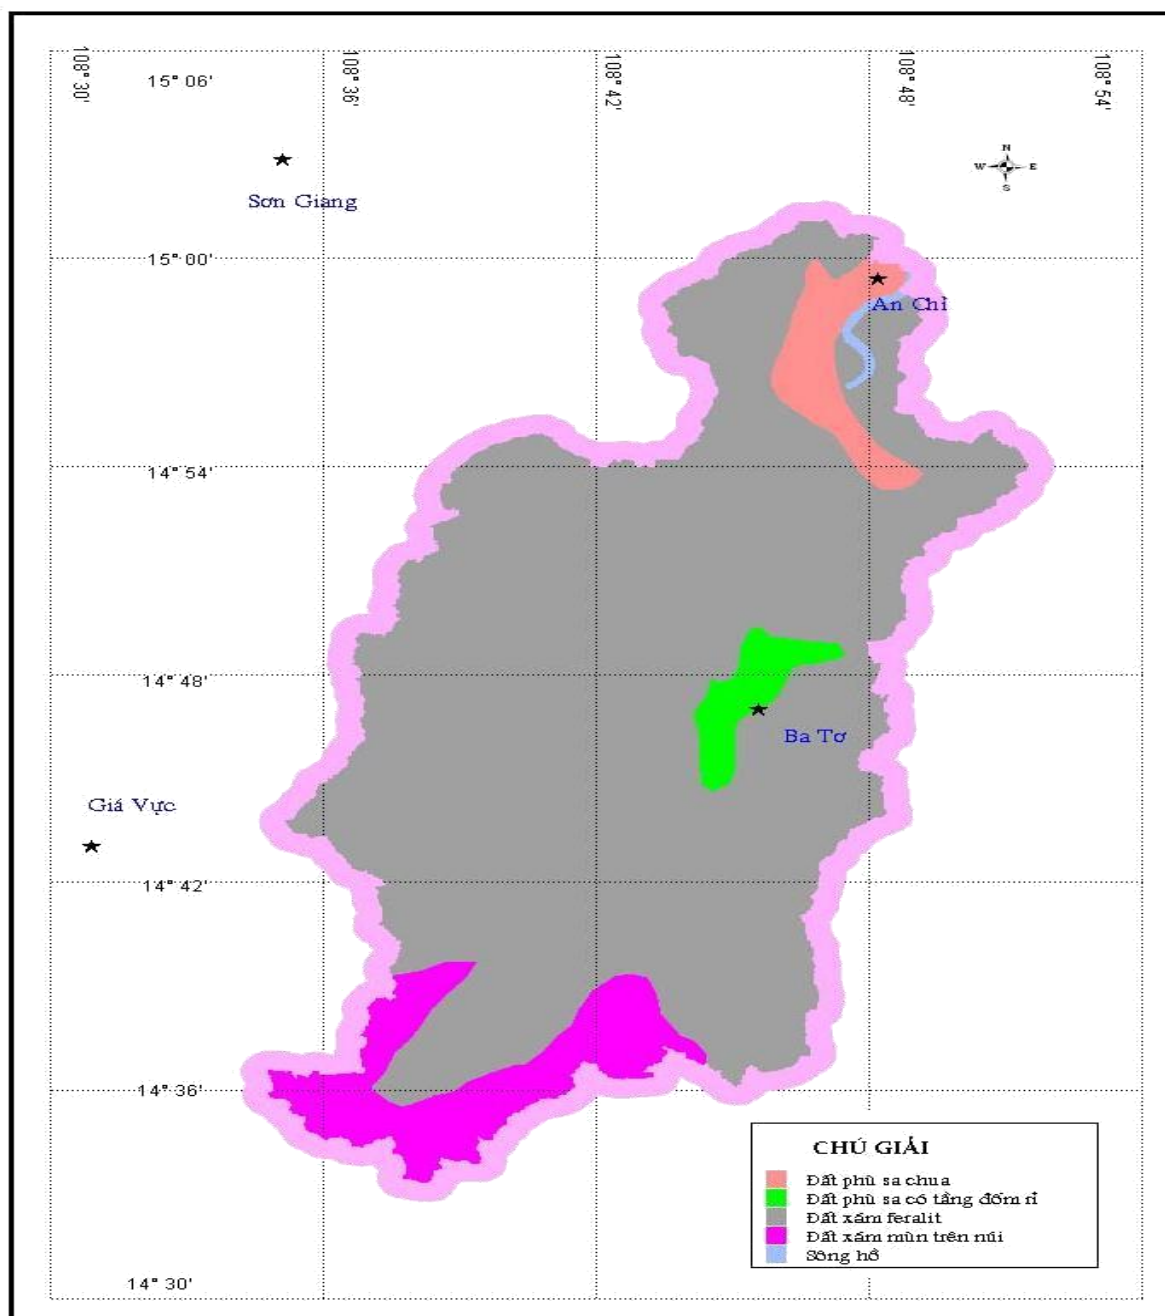 108° 30'
108° 36'
108° 42'
108° 48'
108° 54'
15° 06'
N
W E
S
Sơn Giang
15° 00'
An Chỉ
14° 54'
14° 48'
Ba Tơ
Giá Vực
14° 42'
14° 36'
CHÚ GIẢI
Đất phù sa chua
Đất phù sa có tầng đốm rỉ
Đất xám feralit
Đất xám mùn trên núi
Sông hồ
14° 30'